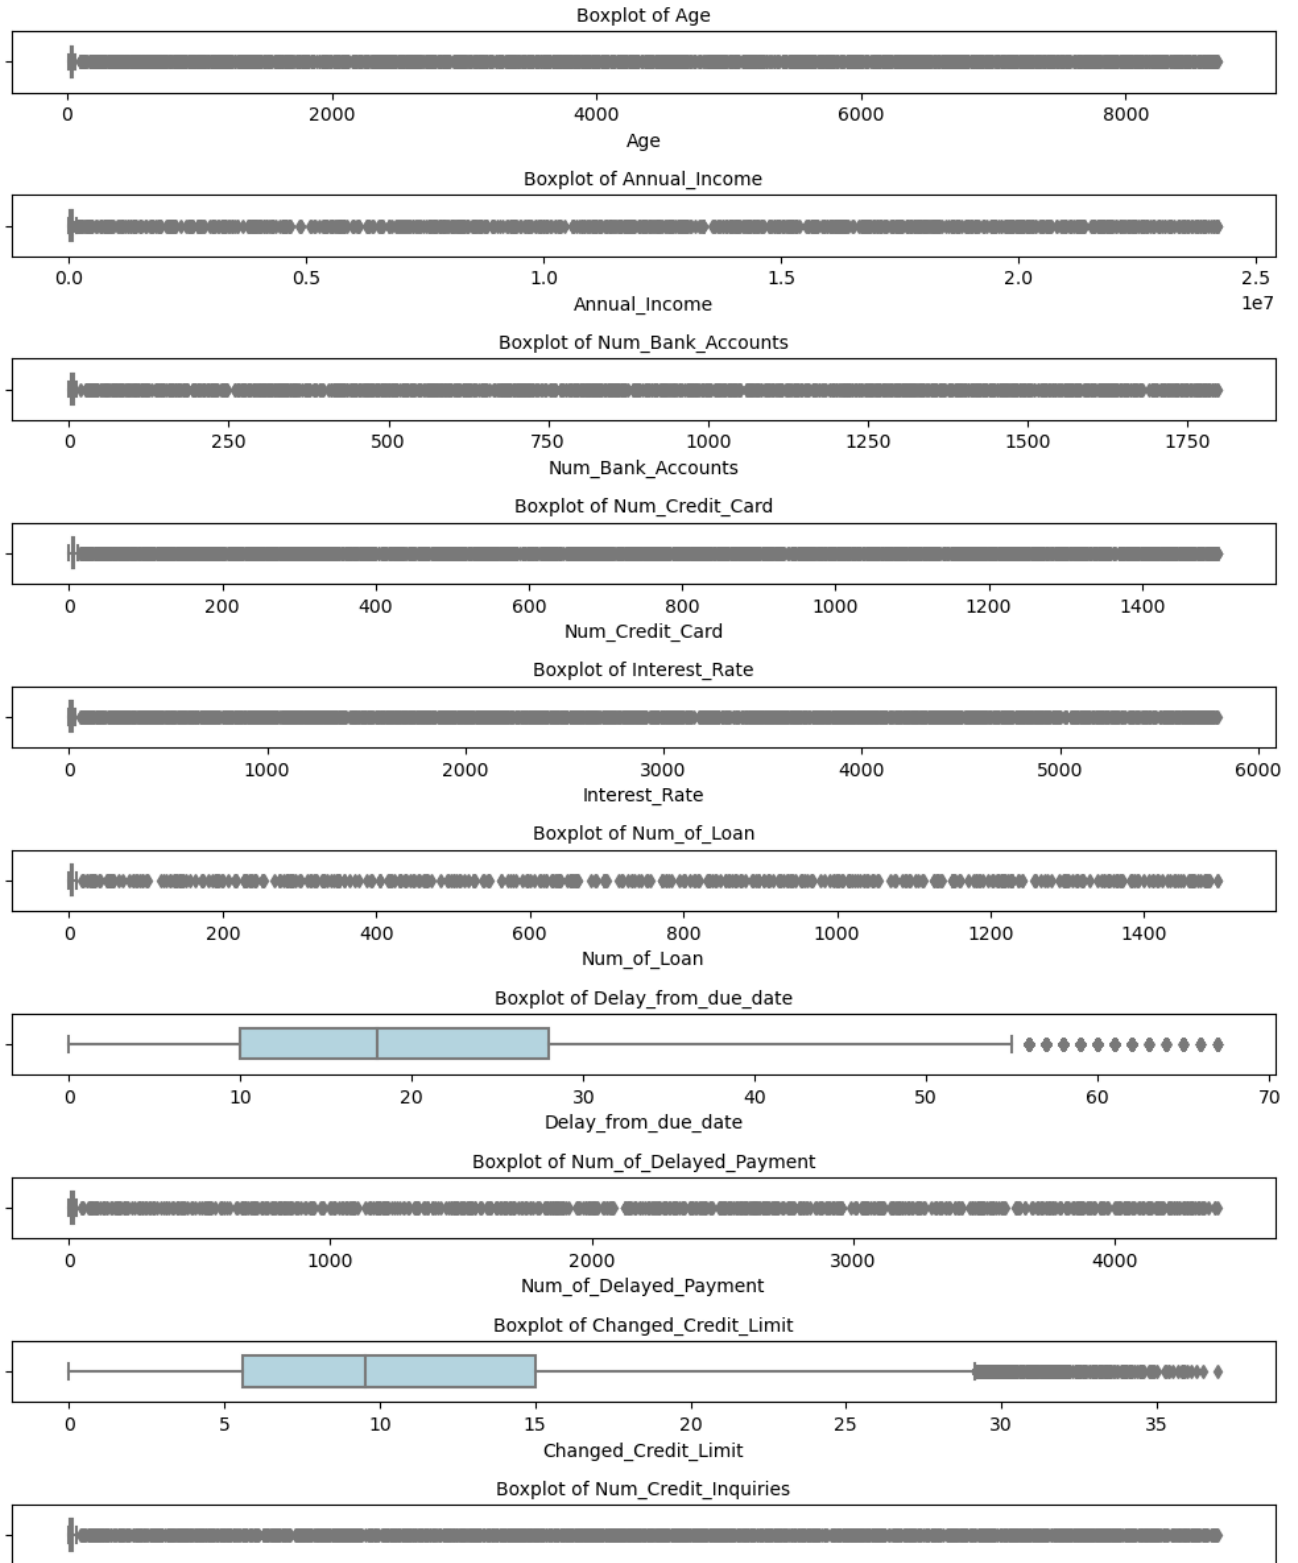 Boxplot of Age
0 2000 4000 6000 8000
Age
Boxplot of Annual_Income
0.0 0.5 1.0 1.5 2.0 2.5
1e7
Annual_Income
Boxplot of Num_Bank_Accounts
0 250 500 750 1000 1250 1500 1750
Num_Bank_Accounts
Boxplot of Num_Credit_Card
0 200 400 600 800 1000 1200 1400
Num_Credit_Card
Boxplot of Interest_Rate
0 1000 2000 3000 4000 5000 6000
Interest_Rate
Boxplot of Num_of_Loan
0 200 400 600 800 1000 1200 1400
Num_of_Loan
Boxplot of Delay_from_due_date
0 10 20 30 40 50 60 70
Delay_from_due_date
Boxplot of Num_of_Delayed_Payment
0 1000 2000 3000 4000
Num_of_Delayed_Payment
Boxplot of Changed_Credit_Limit
0 5 10 15 20 25 30 35
Changed_Credit_Limit
Boxplot of Num_Credit_Inquiries